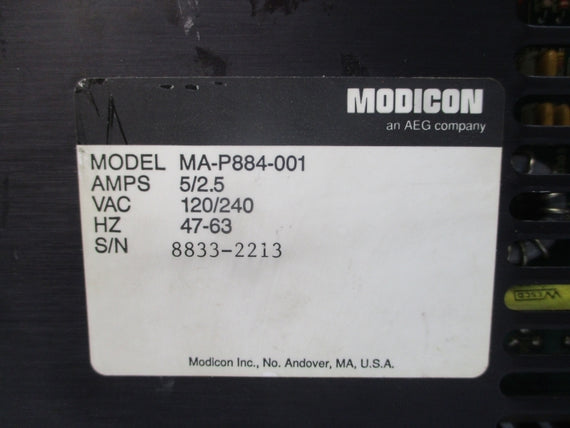 MODICON
an AEG company
MODEL MA-P884-001
AMPS 5/2.5
VAC 120/240
HZ 47-63
S/N 8833-2213
WESCO
Modicon Inc., No. Andover, MA, U.S.A.